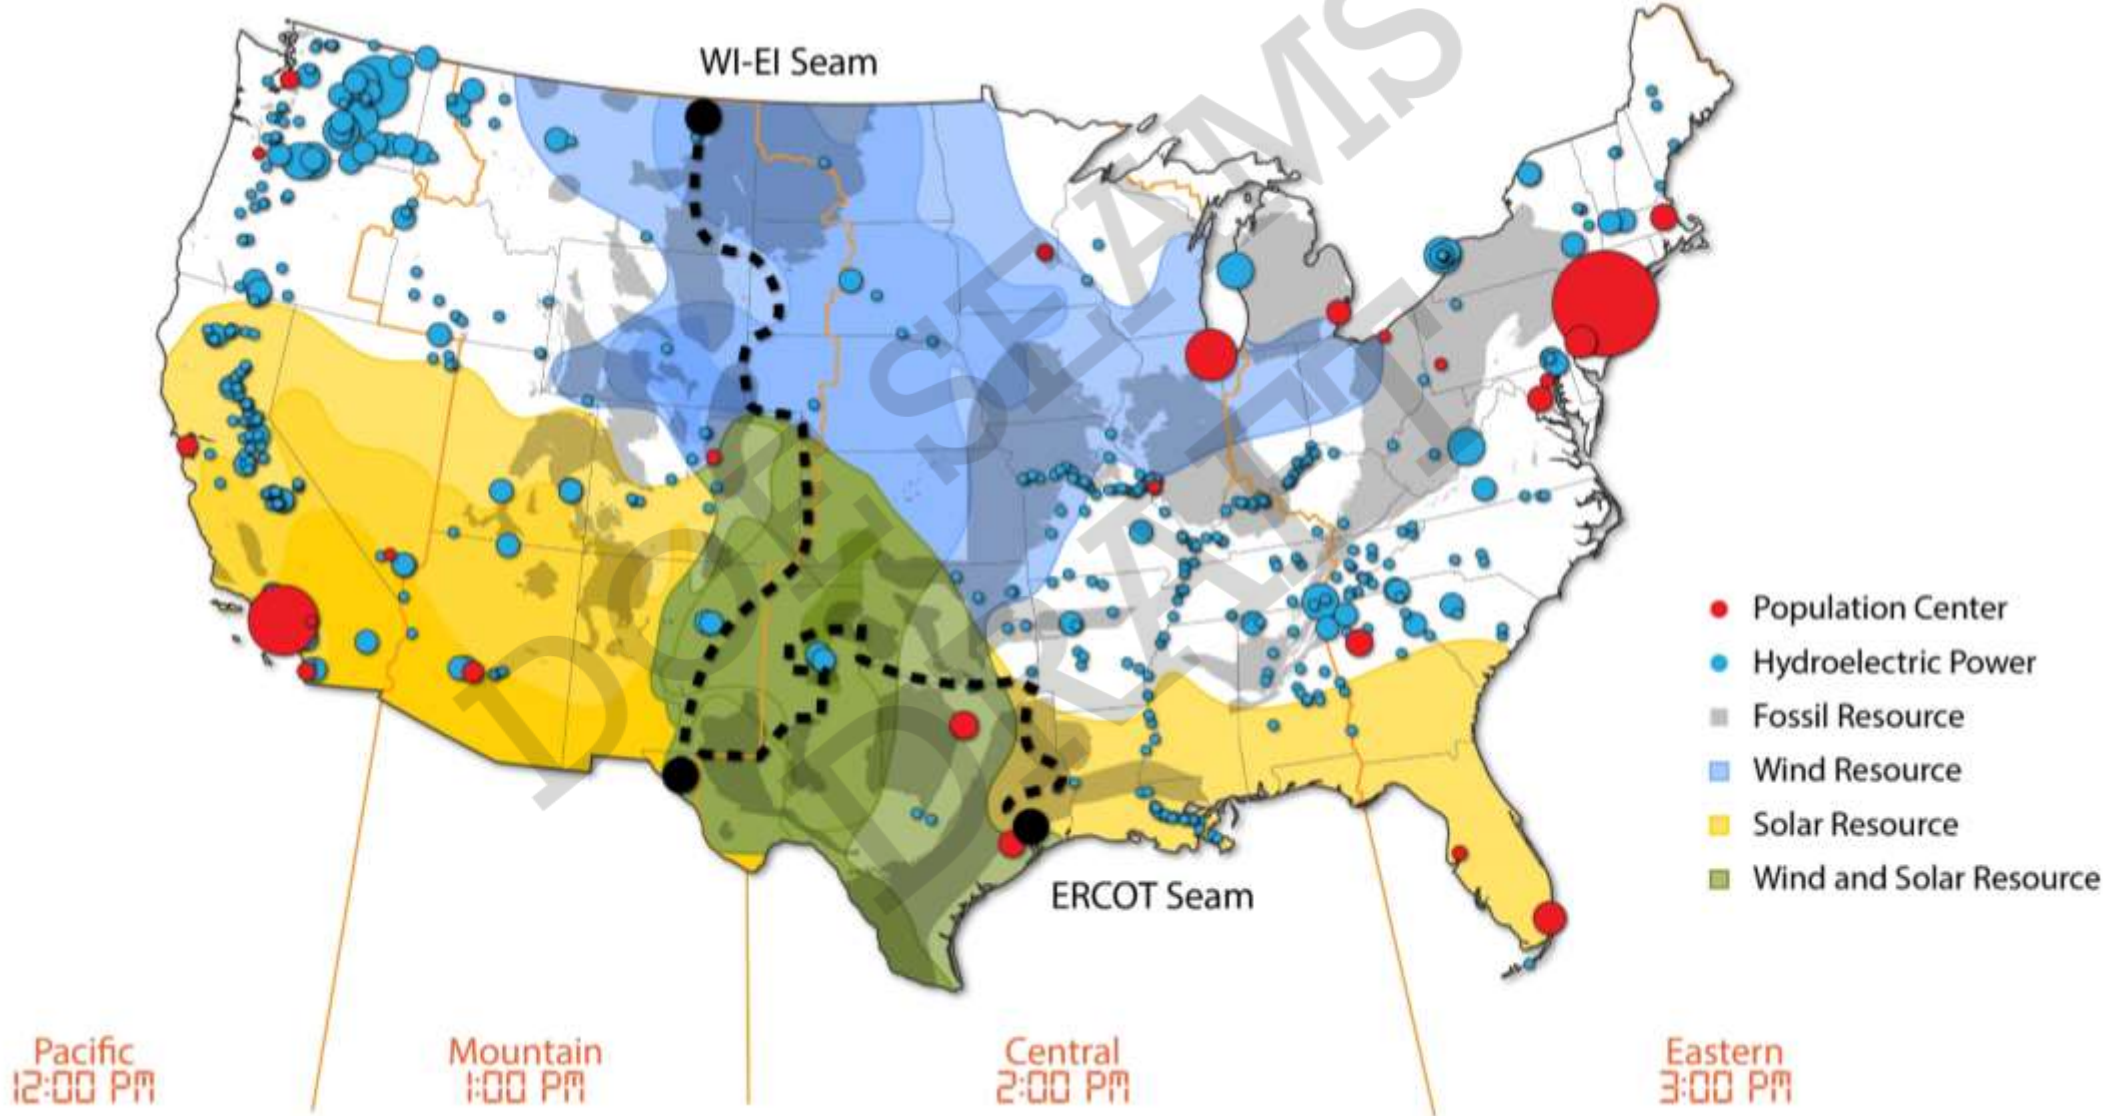 WI-EI Seam
DOE SEAMS
DRAFT
Population Center
Hydroelectric Power
Fossil Resource
Wind Resource
Solar Resource
Wind and Solar Resource
ERCOT Seam
Pacific
12:00 PM
Mountain
1:00 PM
Central
2:00 PM
Eastern
3:00 PM